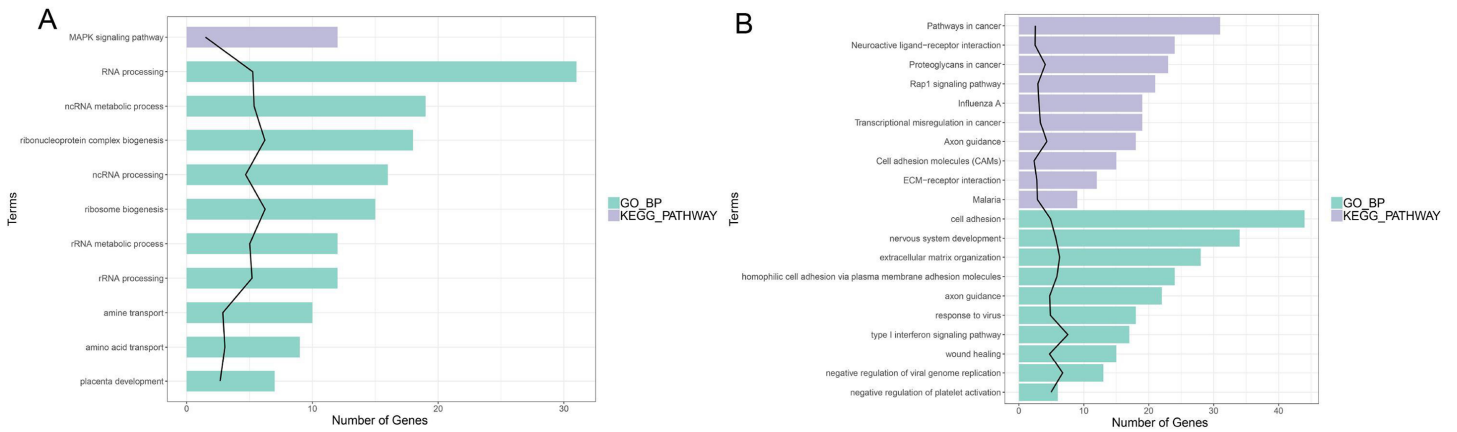 A
MAPK signaling pathway
RNA processing
ncRNA metabolic process
ribonucleoprotein complex biogenesis
ncRNA processing
ribosome biogenesis
rRNA metabolic process
rRNA processing
amine transport
amino acid transport
placenta development
Terms
0 10 20 30
Number of Genes
GO_BP
KEGG_PATHWAY
B
Pathways in cancer
Neuroactive ligand−receptor interaction
Proteoglycans in cancer
Rap1 signaling pathway
Influenza A
Transcriptional misregulation in cancer
Axon guidance
Cell adhesion molecules (CAMs)
ECM−receptor interaction
Malaria
cell adhesion
nervous system development
extracellular matrix organization
homophilic cell adhesion via plasma membrane adhesion molecules
axon guidance
response to virus
type I interferon signaling pathway
wound healing
negative regulation of viral genome replication
negative regulation of platelet activation
Terms
0 10 20 30 40
Number of Genes
GO_BP
KEGG_PATHWAY